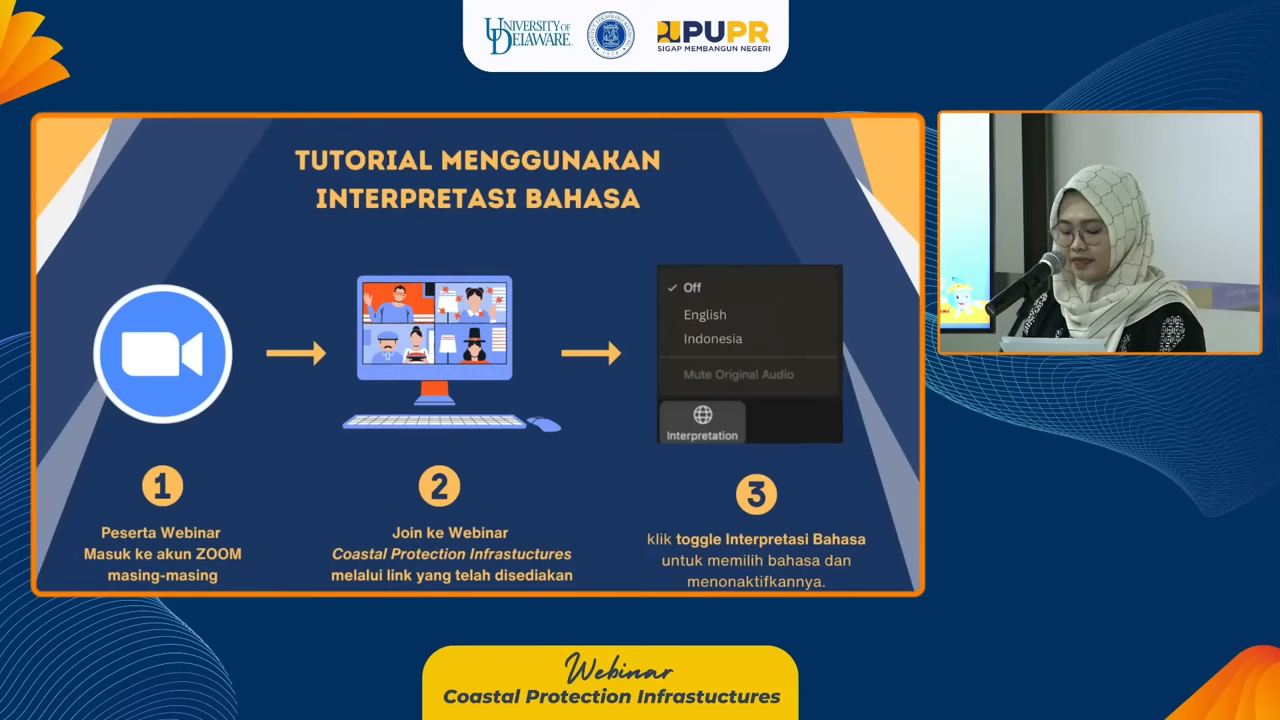 UNIVERSITY OF
DELAWARE
PUPR
SIGAP MEMBANGUN NEGERI
TUTORIAL MENGGUNAKAN
INTERPRETASI BAHASA
Off
English
Indonesia
Mute Original Audio
Interpretation
1
Peserta Webinar
Masuk ke akun ZOOM
masing-masing
2
Join ke Webinar
Coastal Protection Infrastuctures
melalui link yang telah disediakan
3
klik toggle Interpretasi Bahasa
untuk memilih bahasa dan
menonaktifkannya.
Webinar
Coastal Protection Infrastuctures